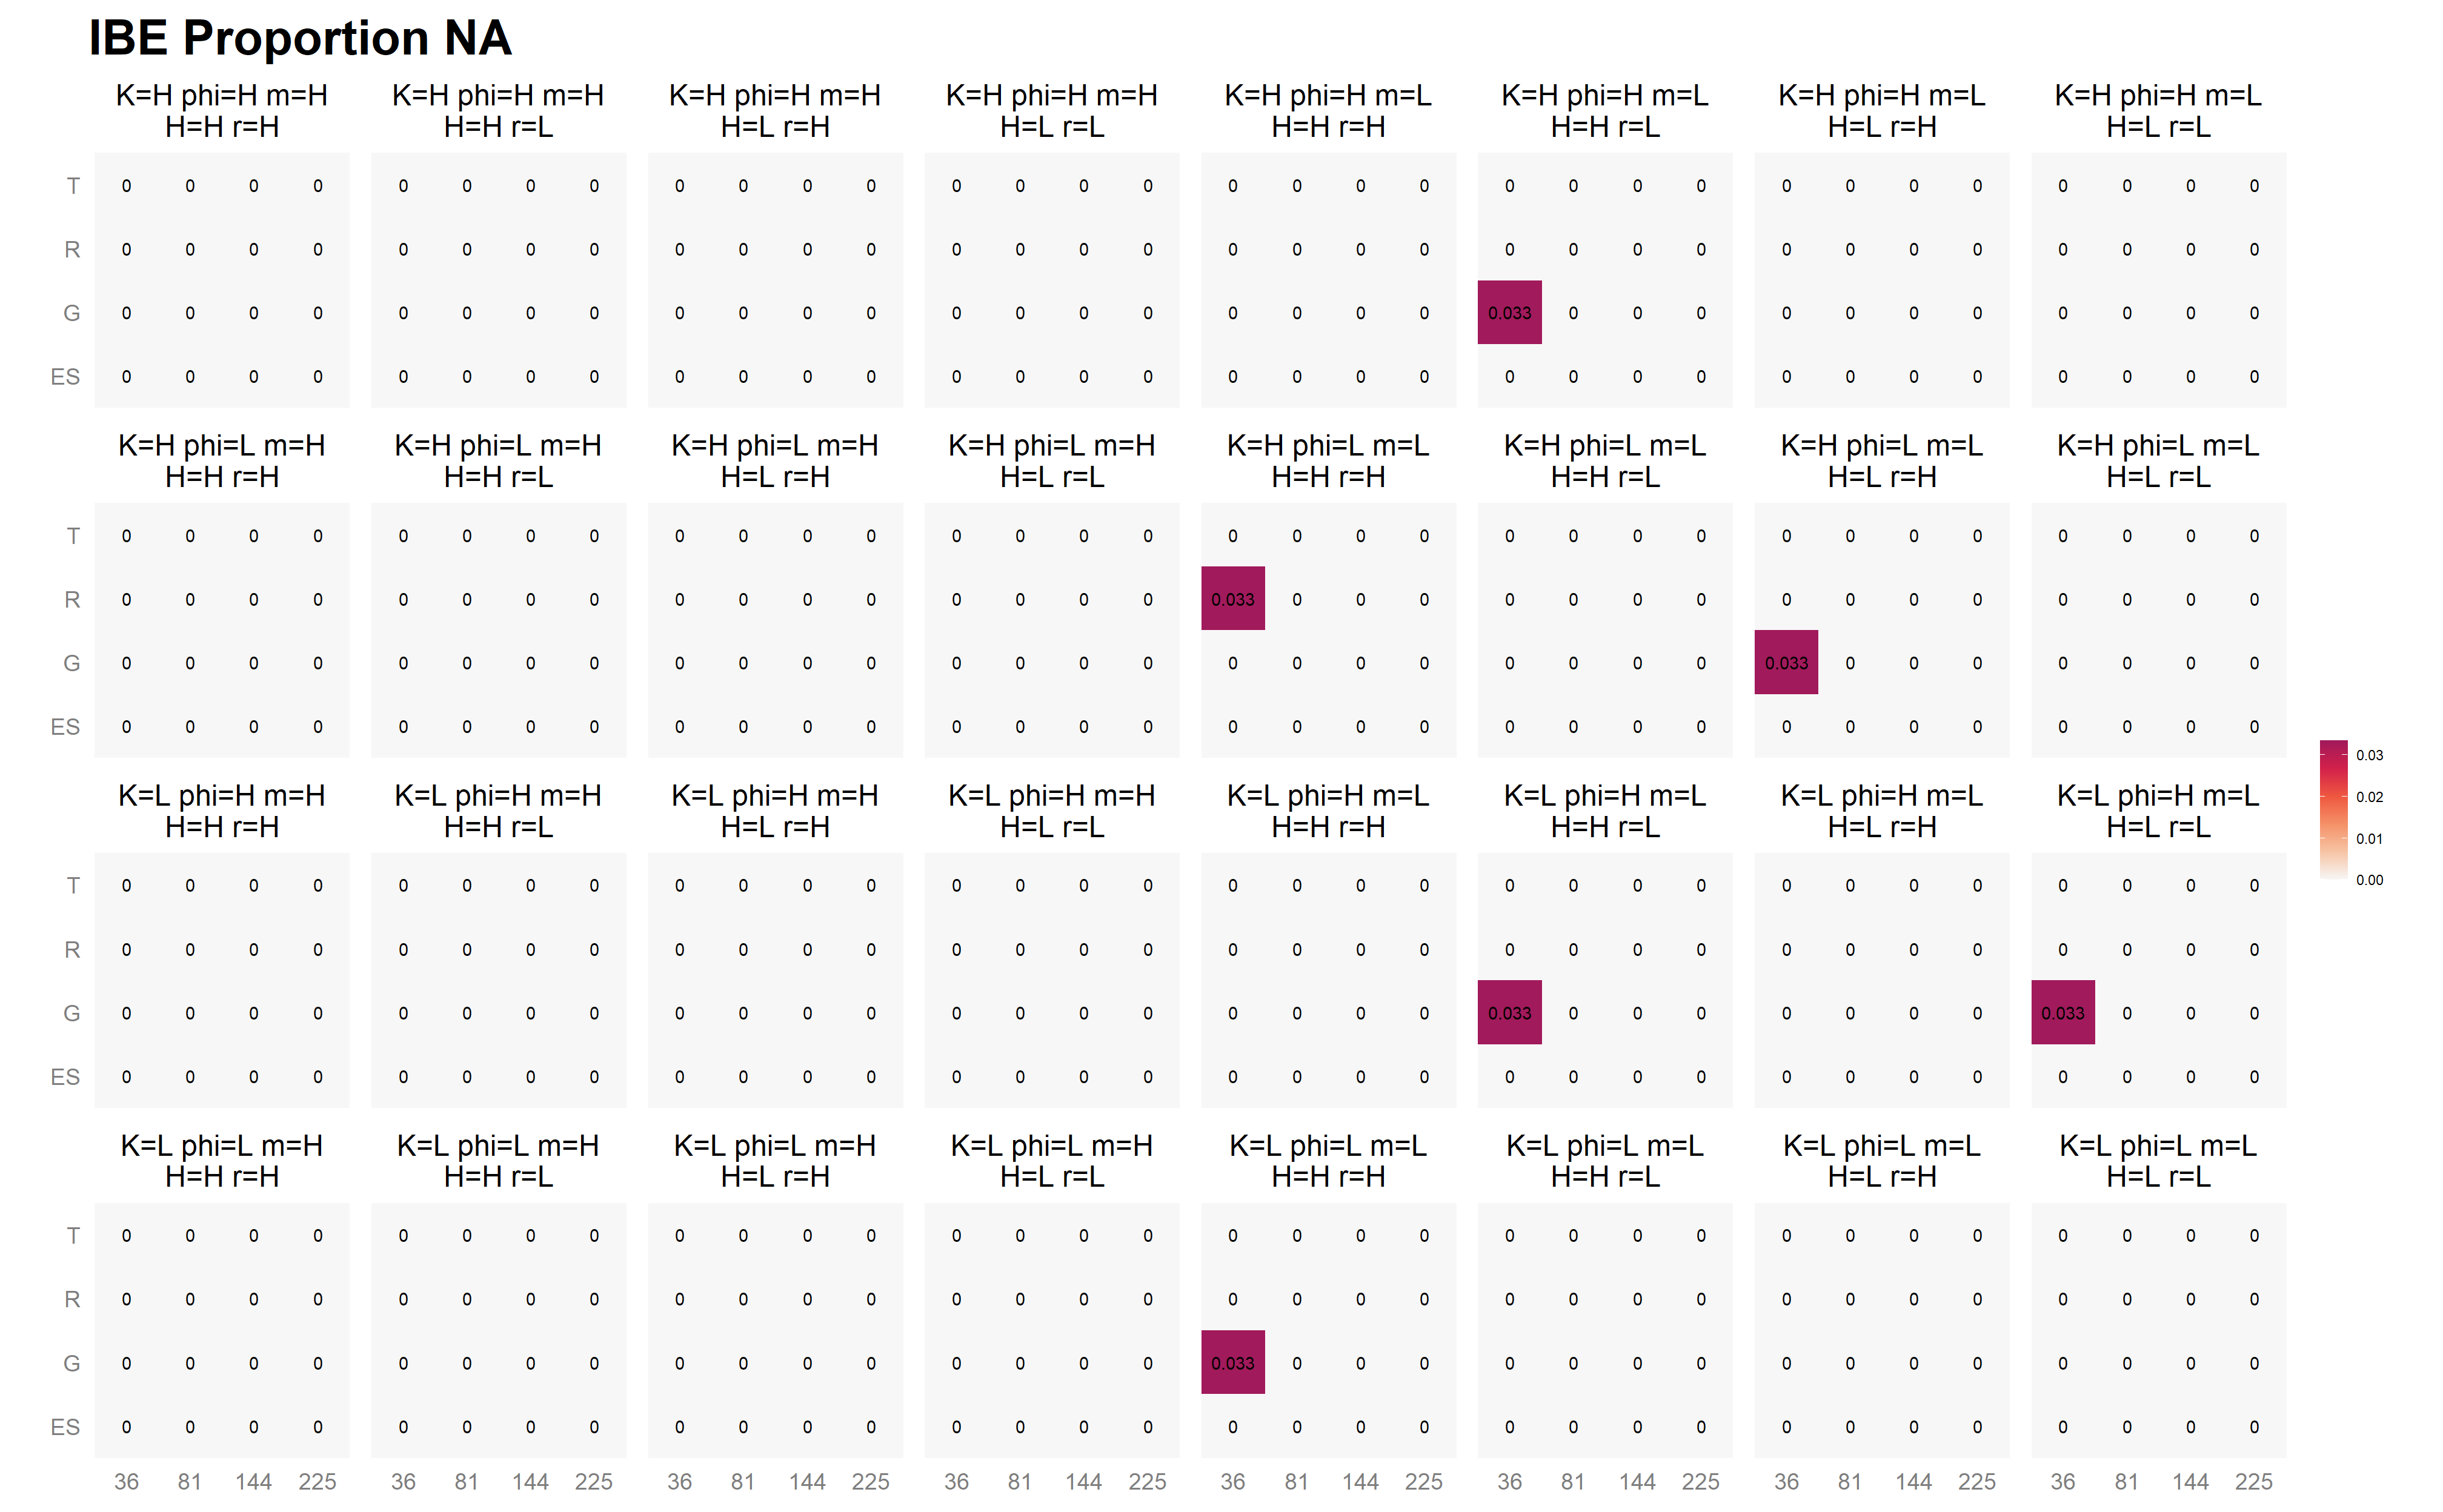 IBE Proportion NA
K=H phi=H m=H K=H phi=H m=H K=H phi=H m=H K=H phi=H m=H K=H phi=H m=L K=H phi=H m=L K=H phi=H m=L K=H phi=H m=L
H=H r=H H=H r=L H=L r=H H=L r=L H=H r=H H=H r=L H=L r=H H=L r=L
T 0 0 0 0 0 0 0 0 0 0 0 0 0 0 0 0 0 0 0 0 0 0 0 0 0 0 0 0 0 0 0 0
R 0 0 0 0 0 0 0 0 0 0 0 0 0 0 0 0 0 0 0 0 0 0 0 0 0 0 0 0 0 0 0 0
G 0 0 0 0 0 0 0 0 0 0 0 0 0 0 0 0 0 0 0 0 0.033 0 0 0 0 0 0 0 0 0 0 0
ES 0 0 0 0 0 0 0 0 0 0 0 0 0 0 0 0 0 0 0 0 0 0 0 0 0 0 0 0 0 0 0 0
K=H phi=L m=H K=H phi=L m=H K=H phi=L m=H K=H phi=L m=H K=H phi=L m=L K=H phi=L m=L K=H phi=L m=L K=H phi=L m=L
H=H r=H H=H r=L H=L r=H H=L r=L H=H r=H H=H r=L H=L r=H H=L r=L
T 0 0 0 0 0 0 0 0 0 0 0 0 0 0 0 0 0 0 0 0 0 0 0 0 0 0 0 0 0 0 0 0
R 0 0 0 0 0 0 0 0 0 0 0 0 0 0 0 0 0.033 0 0 0 0 0 0 0 0 0 0 0 0 0 0 0
G 0 0 0 0 0 0 0 0 0 0 0 0 0 0 0 0 0 0 0 0 0 0 0 0 0.033 0 0 0 0 0 0 0
ES 0 0 0 0 0 0 0 0 0 0 0 0 0 0 0 0 0 0 0 0 0 0 0 0 0 0 0 0 0 0 0 0
K=L phi=H m=H K=L phi=H m=H K=L phi=H m=H K=L phi=H m=H K=L phi=H m=L K=L phi=H m=L K=L phi=H m=L K=L phi=H m=L
H=H r=H H=H r=L H=L r=H H=L r=L H=H r=H H=H r=L H=L r=H H=L r=L
T 0 0 0 0 0 0 0 0 0 0 0 0 0 0 0 0 0 0 0 0 0 0 0 0 0 0 0 0 0 0 0 0
R 0 0 0 0 0 0 0 0 0 0 0 0 0 0 0 0 0 0 0 0 0 0 0 0 0 0 0 0 0 0 0 0
G 0 0 0 0 0 0 0 0 0 0 0 0 0 0 0 0 0 0 0 0 0.033 0 0 0 0 0 0 0 0.033 0 0 0
ES 0 0 0 0 0 0 0 0 0 0 0 0 0 0 0 0 0 0 0 0 0 0 0 0 0 0 0 0 0 0 0 0
K=L phi=L m=H K=L phi=L m=H K=L phi=L m=H K=L phi=L m=H K=L phi=L m=L K=L phi=L m=L K=L phi=L m=L K=L phi=L m=L
H=H r=H H=H r=L H=L r=H H=L r=L H=H r=H H=H r=L H=L r=H H=L r=L
T 0 0 0 0 0 0 0 0 0 0 0 0 0 0 0 0 0 0 0 0 0 0 0 0 0 0 0 0 0 0 0 0
R 0 0 0 0 0 0 0 0 0 0 0 0 0 0 0 0 0 0 0 0 0 0 0 0 0 0 0 0 0 0 0 0
G 0 0 0 0 0 0 0 0 0 0 0 0 0 0 0 0 0.033 0 0 0 0 0 0 0 0 0 0 0 0 0 0 0
ES 0 0 0 0 0 0 0 0 0 0 0 0 0 0 0 0 0 0 0 0 0 0 0 0 0 0 0 0 0 0 0 0
36 81 144 225 36 81 144 225 36 81 144 225 36 81 144 225 36 81 144 225 36 81 144 225 36 81 144 225 36 81 144 225
0.03
0.02
0.01
0.00